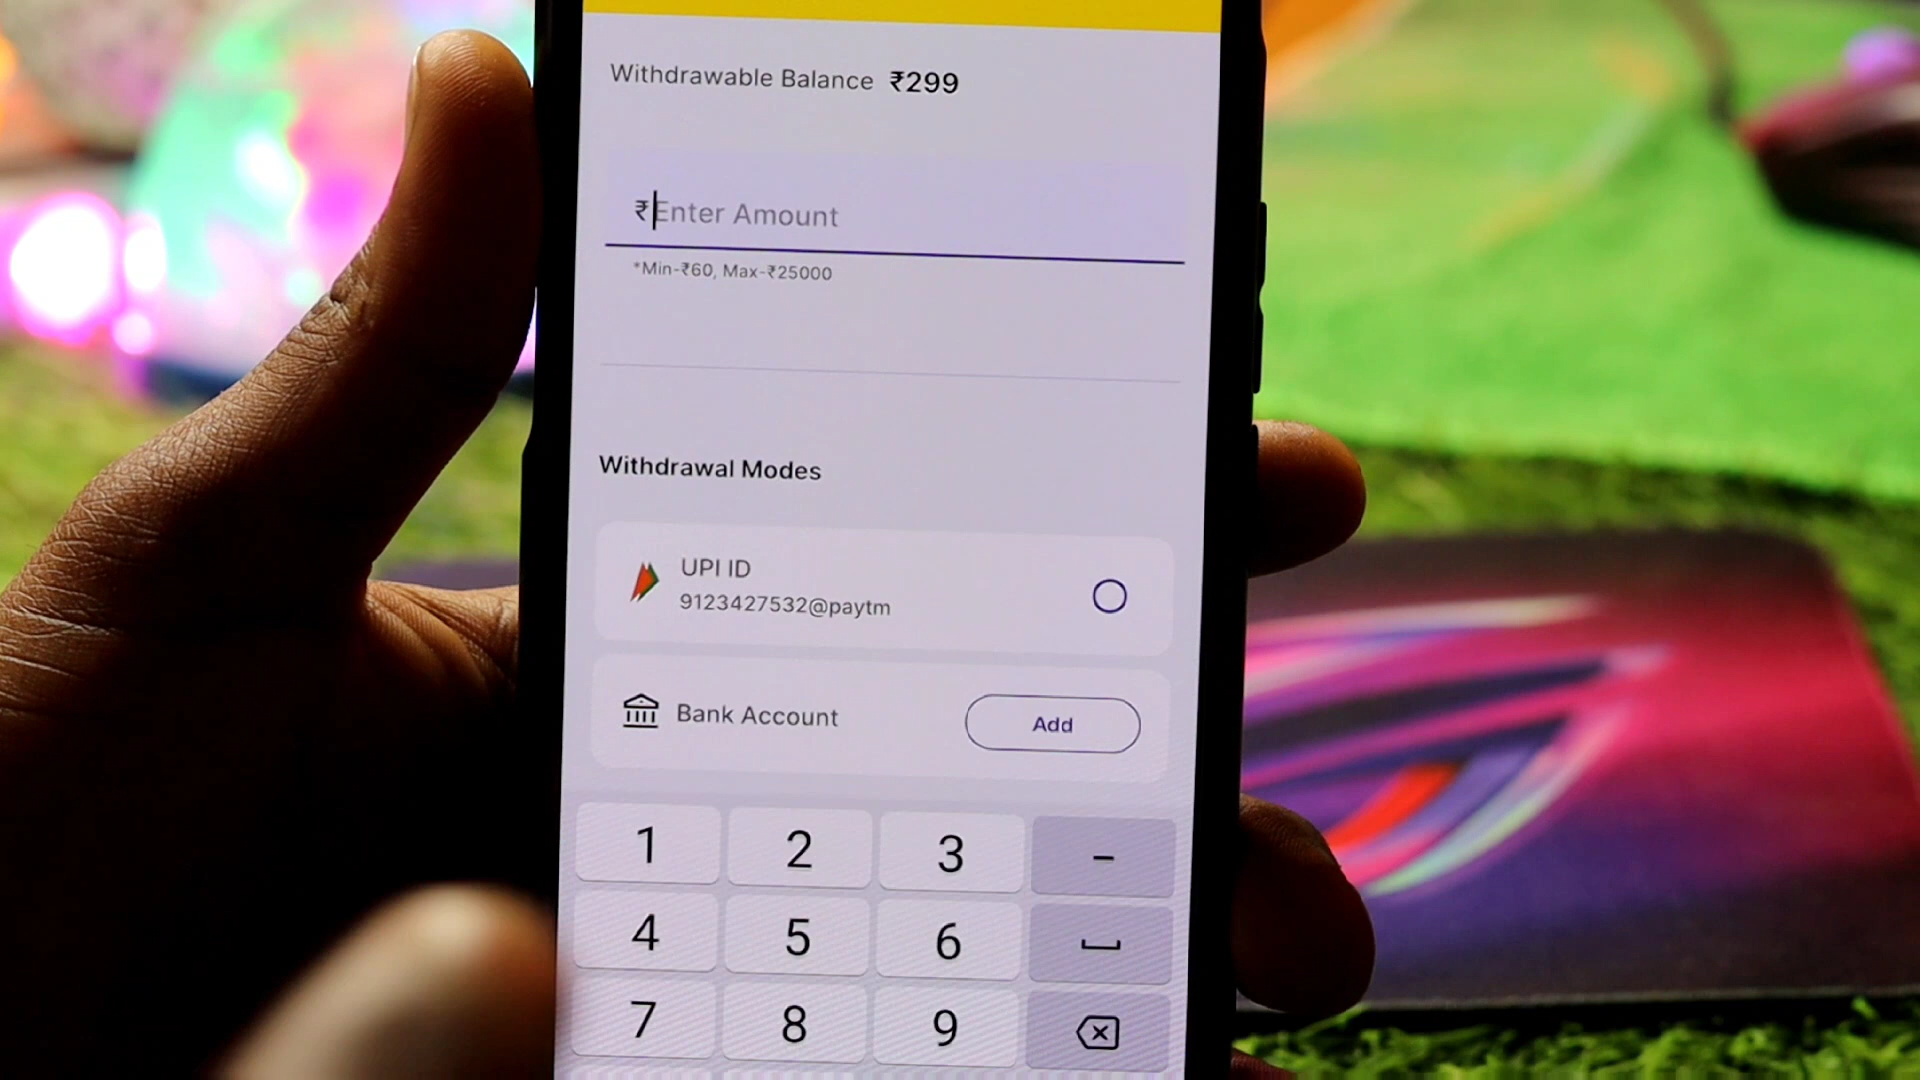 Withdrawable Balance ₹299
₹Enter Amount
*Min-₹60, Max-₹25000
Withdrawal Modes
UPI ID
9123427532@paytm
Bank Account Add
1 2 3 -
4 5 6
7 8 9